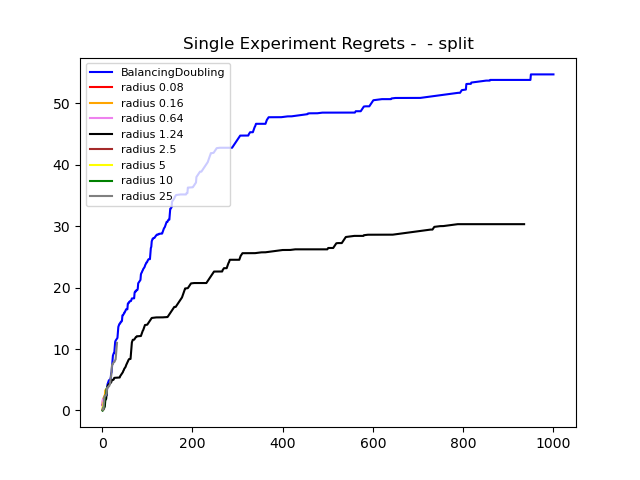 Single Experiment Regrets -  - split
BalancingDoubling
radius 0.08
radius 0.16
radius 0.64
radius 1.24
radius 2.5
radius 5
radius 10
radius 25
50
40
30
20
10
0
0 200 400 600 800 1000